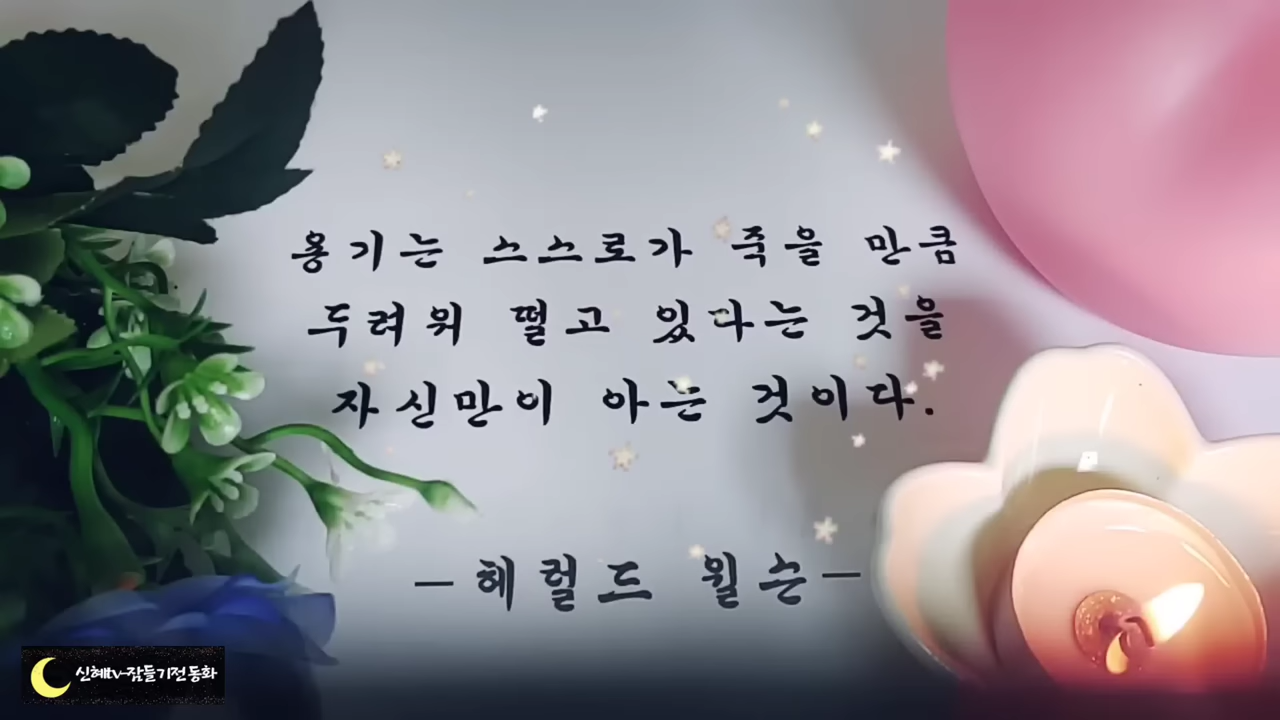 용기는 스스로가 죽을 만큼
두려워 떨고 있다는 것을
자신만이 아는 것이다.
-헤럴드 윌슨-
신혜tv-잠들기전동화